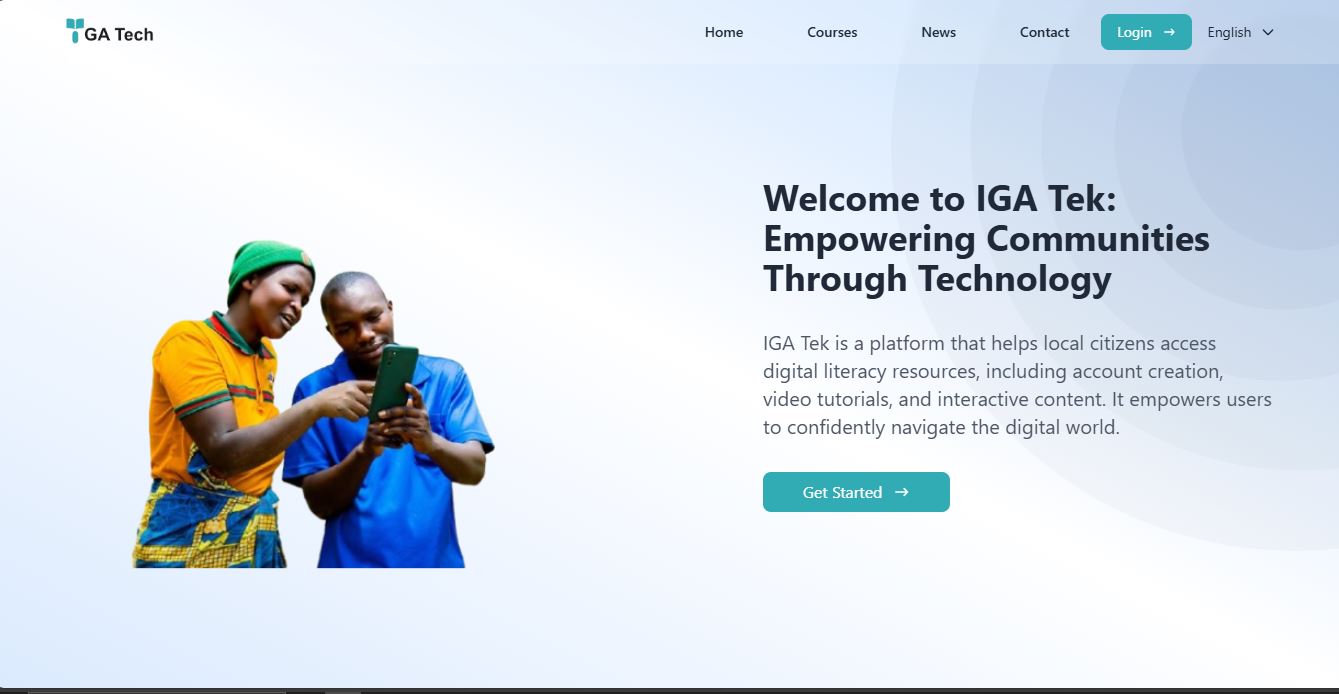 GA Tech
Home
Courses
News
Contact
Login
English
Welcome to IGA Tek:
Empowering Communities
Through Technology
IGA Tek is a platform that helps local citizens access
digital literacy resources, including account creation,
video tutorials, and interactive content. It empowers users
to confidently navigate the digital world.
Get Started